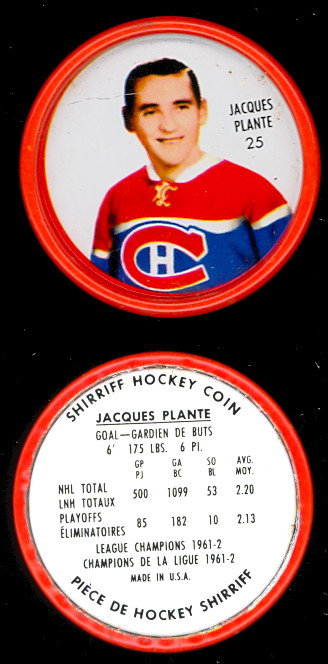 JACQUES
PLANTE
25
CH
SHIRRIFF HOCKEY COIN
JACQUES PLANTE
GOAL—GARDIEN DE BUTS
6' 175 LBS. 6 PI.
GP GA SO AVG.
PJ BC BL MOY.
NHL TOTAL
LNH TOTAUX 500 1099 53 2.20
PLAYOFFS
ÉLIMINATOIRES 85 182 10 2.13
LEAGUE CHAMPIONS 1961-2
CHAMPIONS DE LA LIGUE 1961-2
MADE IN U.S.A.
PIÈCE DE HOCKEY SHIRRIFF